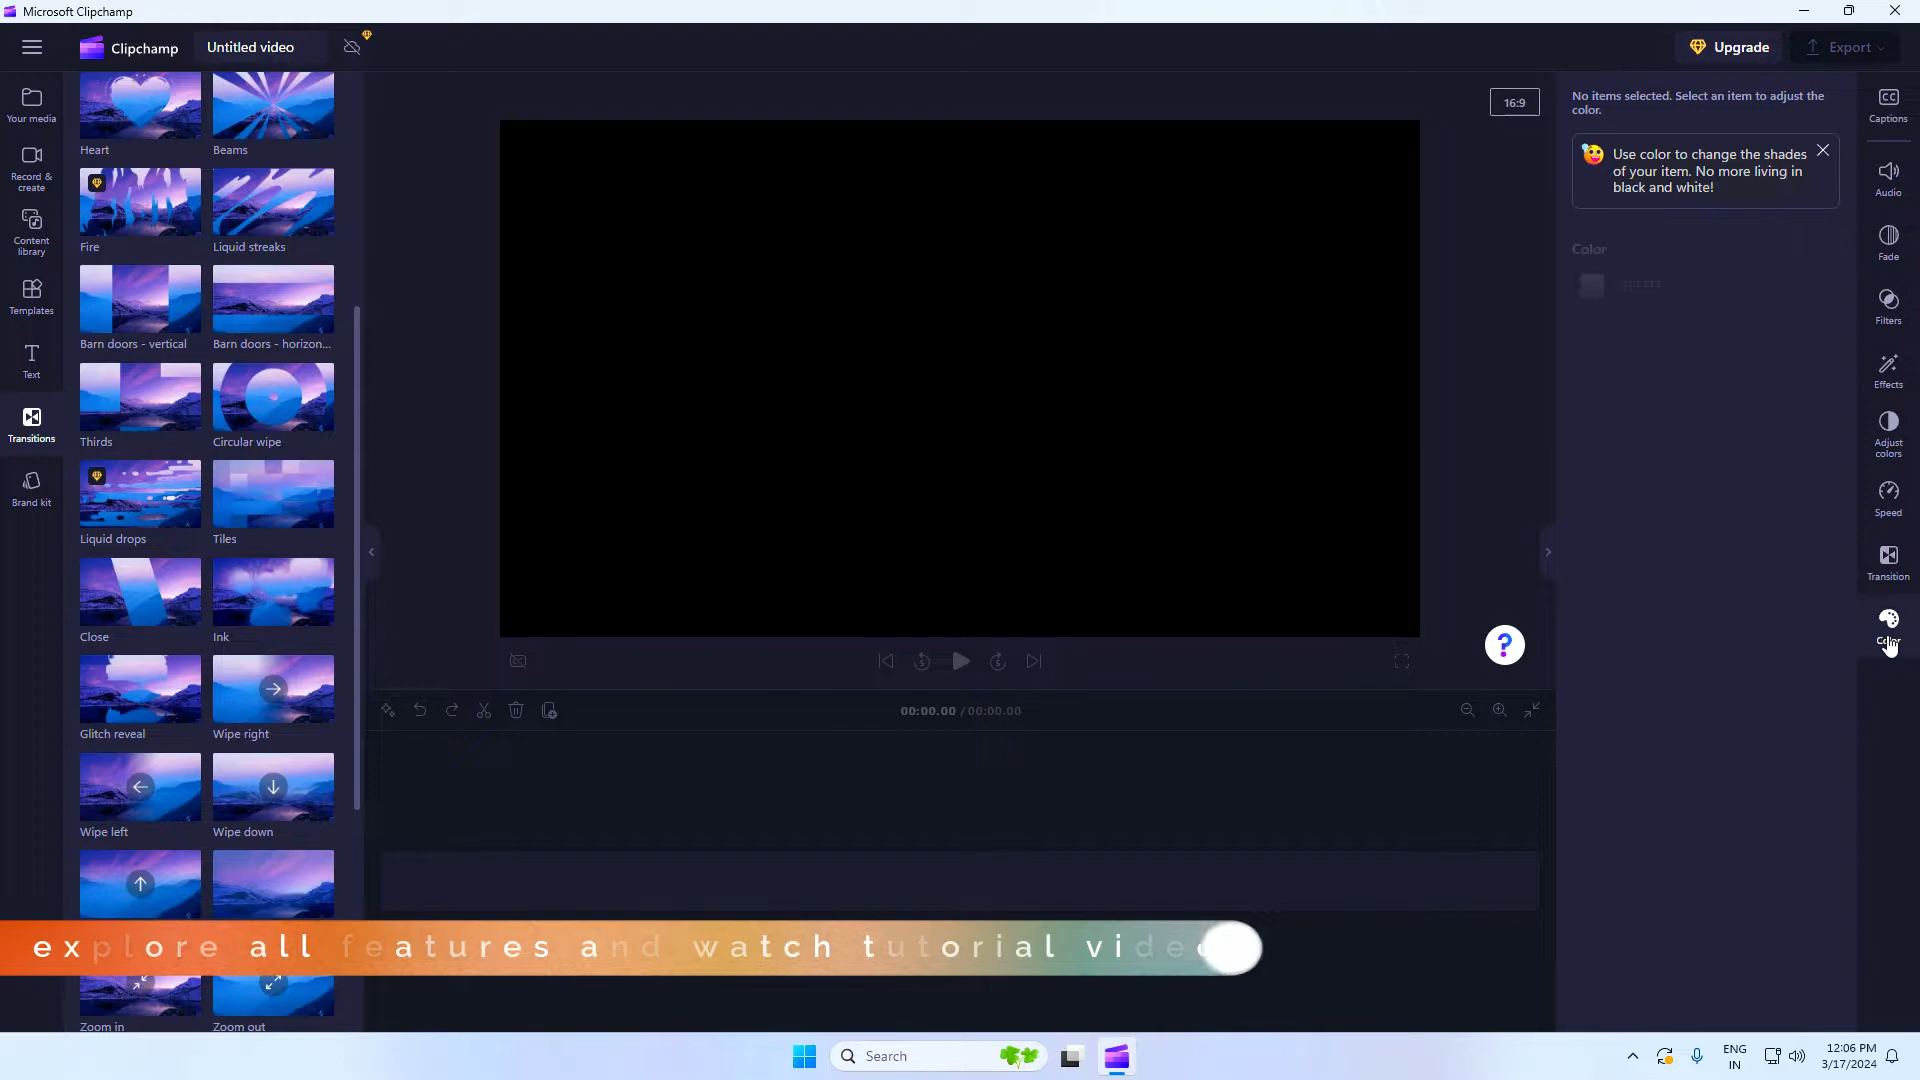 Microsoft Clipchamp
Clipchamp
Untitled video
Upgrade
Export
Your media
Record &
create
Content
library
Templates
Text
Transitions
Brand kit
Heart
Beams
Fire
Liquid streaks
Barn doors - vertical
Barn doors - horizon...
Thirds
Circular wipe
Liquid drops
Tiles
Close
Ink
Glitch reveal
Wipe right
Wipe left
Wipe down
Zoom in
Zoom out
16:9
5
5
?
00:00.00 / 00:00.00
No items selected. Select an item to adjust the
color.
Use color to change the shades
of your item. No more living in
black and white!
Color
CC
Captions
Audio
Fade
Filters
Effects
Adjust
colors
Speed
Transition
Color
explore all features and watch tutorial vide
Search
ENG
IN
12:06 PM
3/17/2024